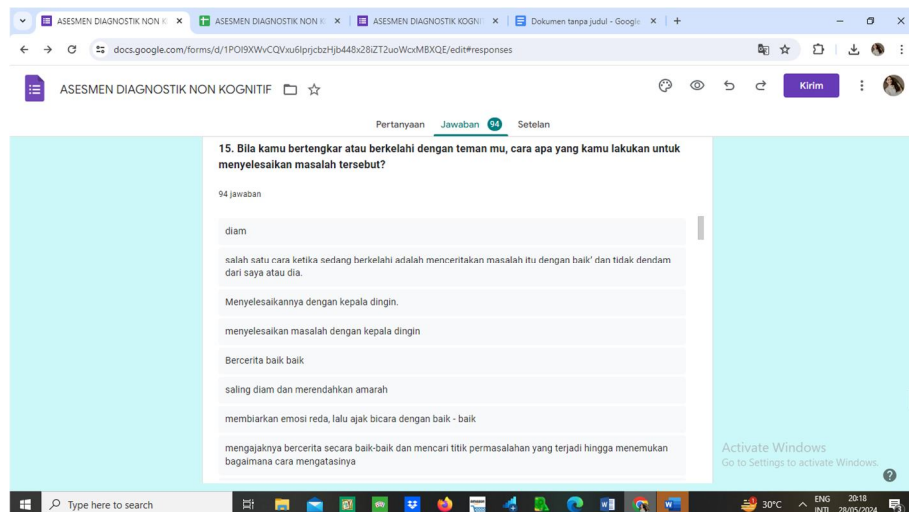 ASESMEN DIAGNOSTIK NON K
ASESMEN DIAGNOSTIK NON K
ASESMEN DIAGNOSTIK KOGNI
Dokumen tanpa judul - Google
docs.google.com/forms/d/1POI9XWvCQVxu6IprjcbzHjb448x28iZT2uoWcxMBXQE/edit#responses
ASESMEN DIAGNOSTIK NON KOGNITIF
Kirim
Pertanyaan Jawaban 94 Setelan
15. Bila kamu bertengkar atau berkelahi dengan teman mu, cara apa yang kamu lakukan untuk
menyelesaikan masalah tersebut?
94 jawaban
diam
salah satu cara ketika sedang berkelahi adalah menceritakan masalah itu dengan baik' dan tidak dendam
dari saya atau dia.
Menyelesaikannya dengan kepala dingin.
menyelesaikan masalah dengan kepala dingin
Bercerita baik baik
saling diam dan merendahkan amarah
membiarkan emosi reda, lalu ajak bicara dengan baik - baik
mengajaknya bercerita secara baik-baik dan mencari titik permasalahan yang terjadi hingga menemukan
bagaimana cara mengatasinya
Activate Windows
Go to Settings to activate Windows.
Type here to search
30°C
ENG
INTL
20:18
28/05/2024
3